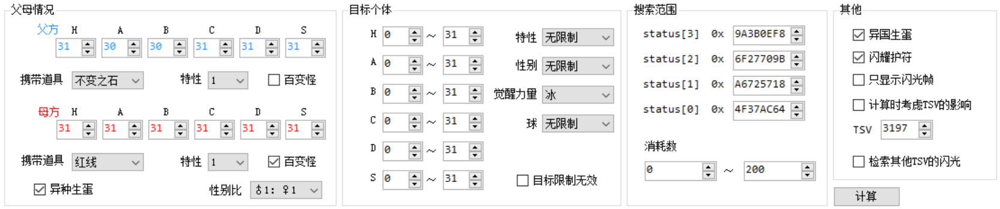 父母情况
父方 H A B C D S
31 30 30 31 31 31
携带道具 不变之石 特性 1 百变怪
母方 H A B C D S
31 31 31 31 31 31
携带道具 红线 特性 1 百变怪
异种生蛋 性别比 ♂1: ♀1
目标个体
H 0 ~ 31 特性 无限制
A 0 ~ 31 性别 无限制
B 0 ~ 31 觉醒力量 冰
C 0 ~ 31 球 无限制
D 0 ~ 31
S 0 ~ 31 目标限制无效
搜索范围
status[3] 0x 9A3B0EF8
status[2] 0x 6F27709B
status[1] 0x A6725718
status[0] 0x 4F37AC64
消耗数
0 ~ 200
其他
异国生蛋
闪耀护符
只显示闪光帧
计算时考虑TSV的影响
TSV 3197
检索其他TSV的闪光
计算